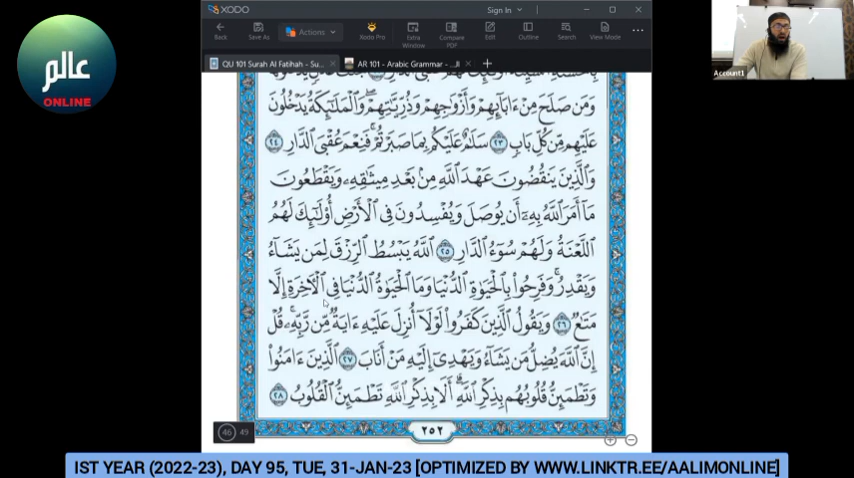 عالم
ONLINE
XODO
Sign In
Back
Save As
Actions
Xodo Pro
Extra Window
Compare PDF
Edit
Outline
Search
View Mode
QU 101 Surah Al Fatihah - Su...
AR 101 - Arabic Grammar - ...
Account1
وَمَن صَلَحَ مِنْ ءَابَآئِهِمْ وَأَزْوَٰجِهِمْ وَذُرِّيَّٰتِهِمْ ۖ وَٱلْمَلَٰٓئِكَةُ يَدْخُلُونَ
عَلَيْهِم مِّن كُلِّ بَابٍ ٢٣ سَلَٰمٌ عَلَيْكُم بِمَا صَبَرْتُمْ ۚ فَنِعْمَ عُقْبَى ٱلدَّارِ ٢٤
وَٱلَّذِينَ يَنقُضُونَ عَهْدَ ٱللَّهِ مِنۢ بَعْدِ مِيثَٰقِهِۦ وَيَقْطَعُونَ
مَآ أَمَرَ ٱللَّهُ بِهِۦٓ أَن يُوصَلَ وَيُفْسِدُونَ فِى ٱلْأَرْضِ ۙ أُو۟لَٰٓئِكَ لَهُمُ
ٱللَّعْنَةُ وَلَهُمْ سُوٓءُ ٱلدَّارِ ٢٥ ٱللَّهُ يَبْسُطُ ٱلرِّزْقَ لِمَن يَشَآءُ
وَيَقْدِرُ ۚ وَفَرِحُوا۟ بِٱلْحَيَوٰةِ ٱلدُّنْيَا وَمَا ٱلْحَيَوٰةُ ٱلدُّنْيَا فِى ٱلْءَاخِرَةِ إِلَّا
مَتَٰعٌ ٢٦ وَيَقُولُ ٱلَّذِينَ كَفَرُوا۟ لَوْلَآ أُنزِلَ عَلَيْهِ ءَايَةٌ مِّن رَّبِّهِۦ ۗ قُلْ
إِنَّ ٱللَّهَ يُضِلُّ مَن يَشَآءُ وَيَهْدِىٓ إِلَيْهِ مَنْ أَنَابَ ٢٧ ٱلَّذِينَ ءَامَنُوا۟
وَتَطْمَئِنُّ قُلُوبُهُم بِذِكْرِ ٱللَّهِ ۗ أَلَا بِذِكْرِ ٱللَّهِ تَطْمَئِنُّ ٱلْقُلُوبُ ٢٨
٢٥٢
46 49
IST YEAR (2022-23), DAY 95, TUE, 31-JAN-23 [OPTIMIZED BY WWW.LINKTR.EE/AALIMONLINE]